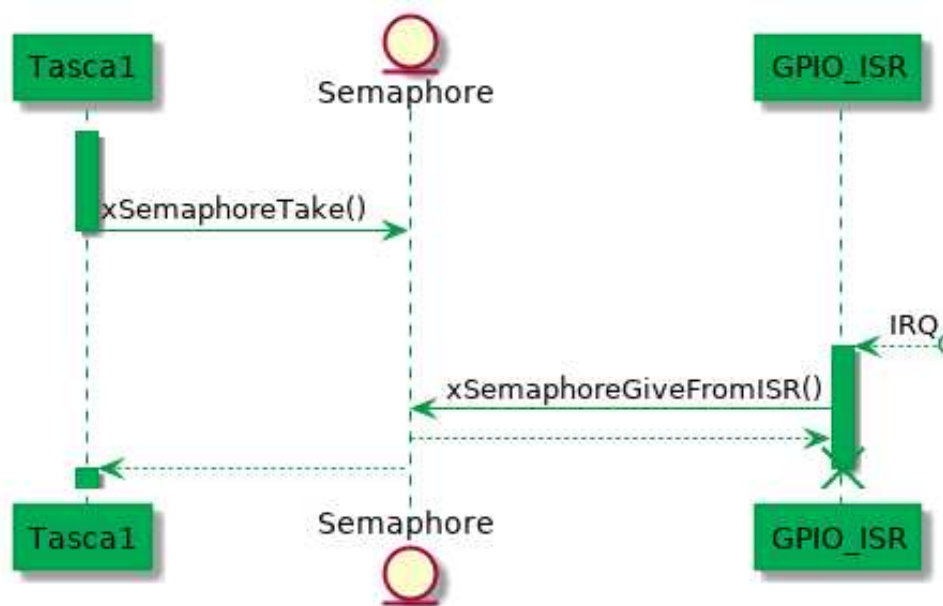 Tasca1
Semaphore
GPIO_ISR
xSemaphoreTake()
IRQ
xSemaphoreGiveFromISR()
Tasca1
Semaphore
GPIO_ISR